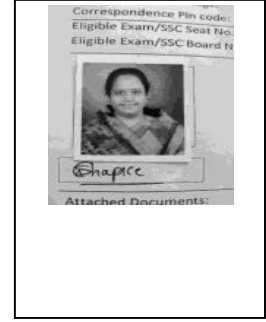 Correspondence Pin code:
Eligible Exam/SSC Seat No.
Eligible Exam/SSC Board N
Attached Documents: